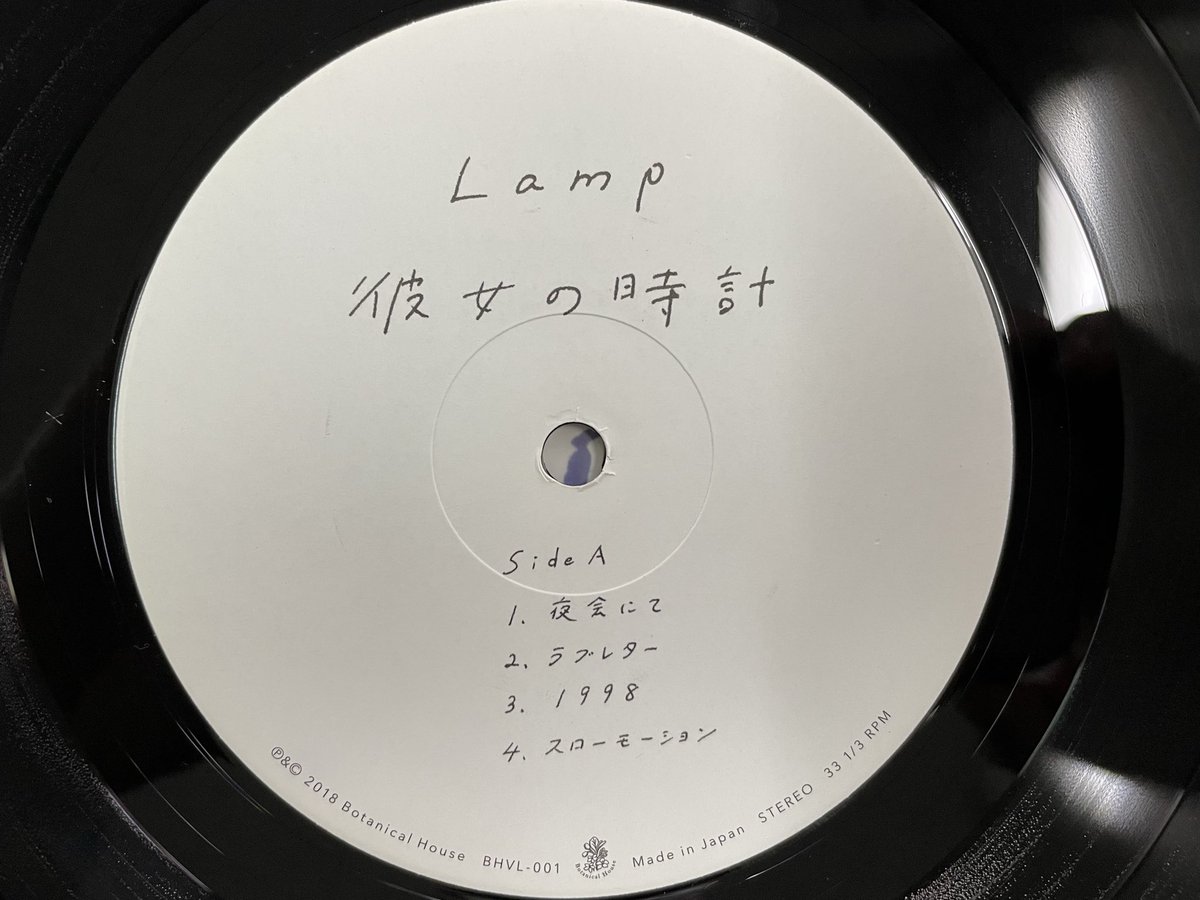 Lamp
彼女の時計
Side A
1. 夜会にて
2. ラブレター
3. 1998
4. スローモーション
℗&© 2018 Botanical House BHVL-001 Botanical House Made in Japan STEREO 33 1/3 RPM